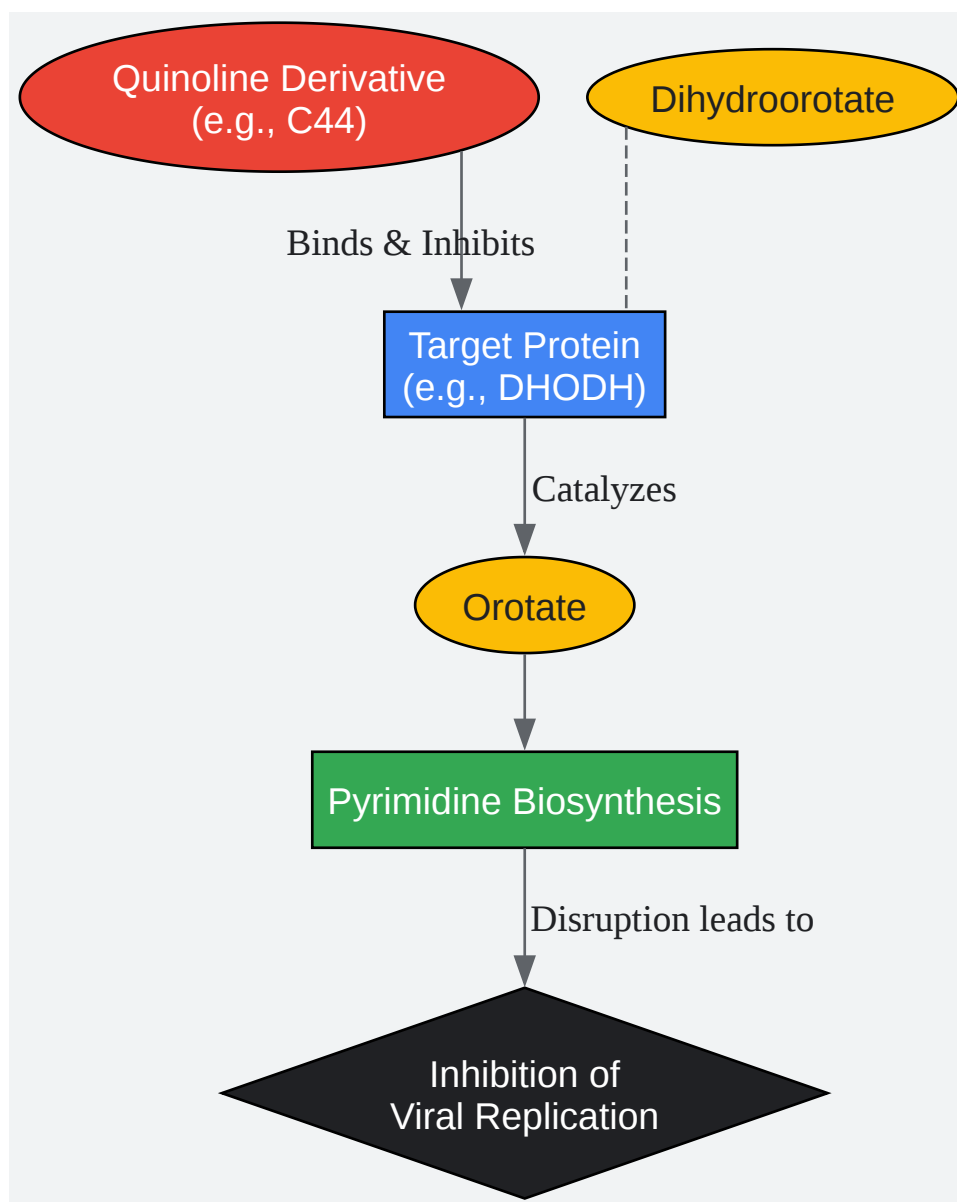 Quinoline Derivative
(e.g., C44)
Dihydroorotate
Binds & Inhibits
Target Protein
(e.g., DHODH)
Catalyzes
Orotate
Pyrimidine Biosynthesis
Disruption leads to
Inhibition of
Viral Replication